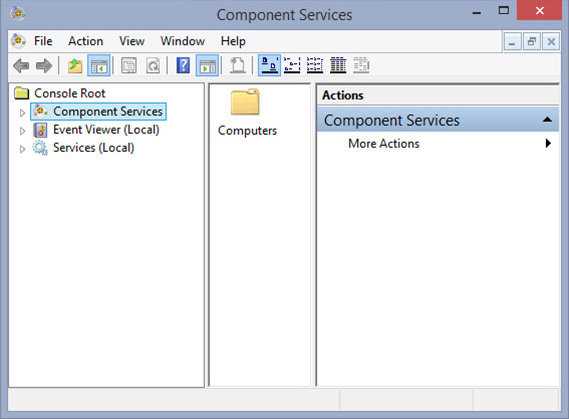 Component Services
File Action View Window Help
Console Root
Component Services
Event Viewer (Local)
Services (Local)
Computers
Actions
Component Services
More Actions